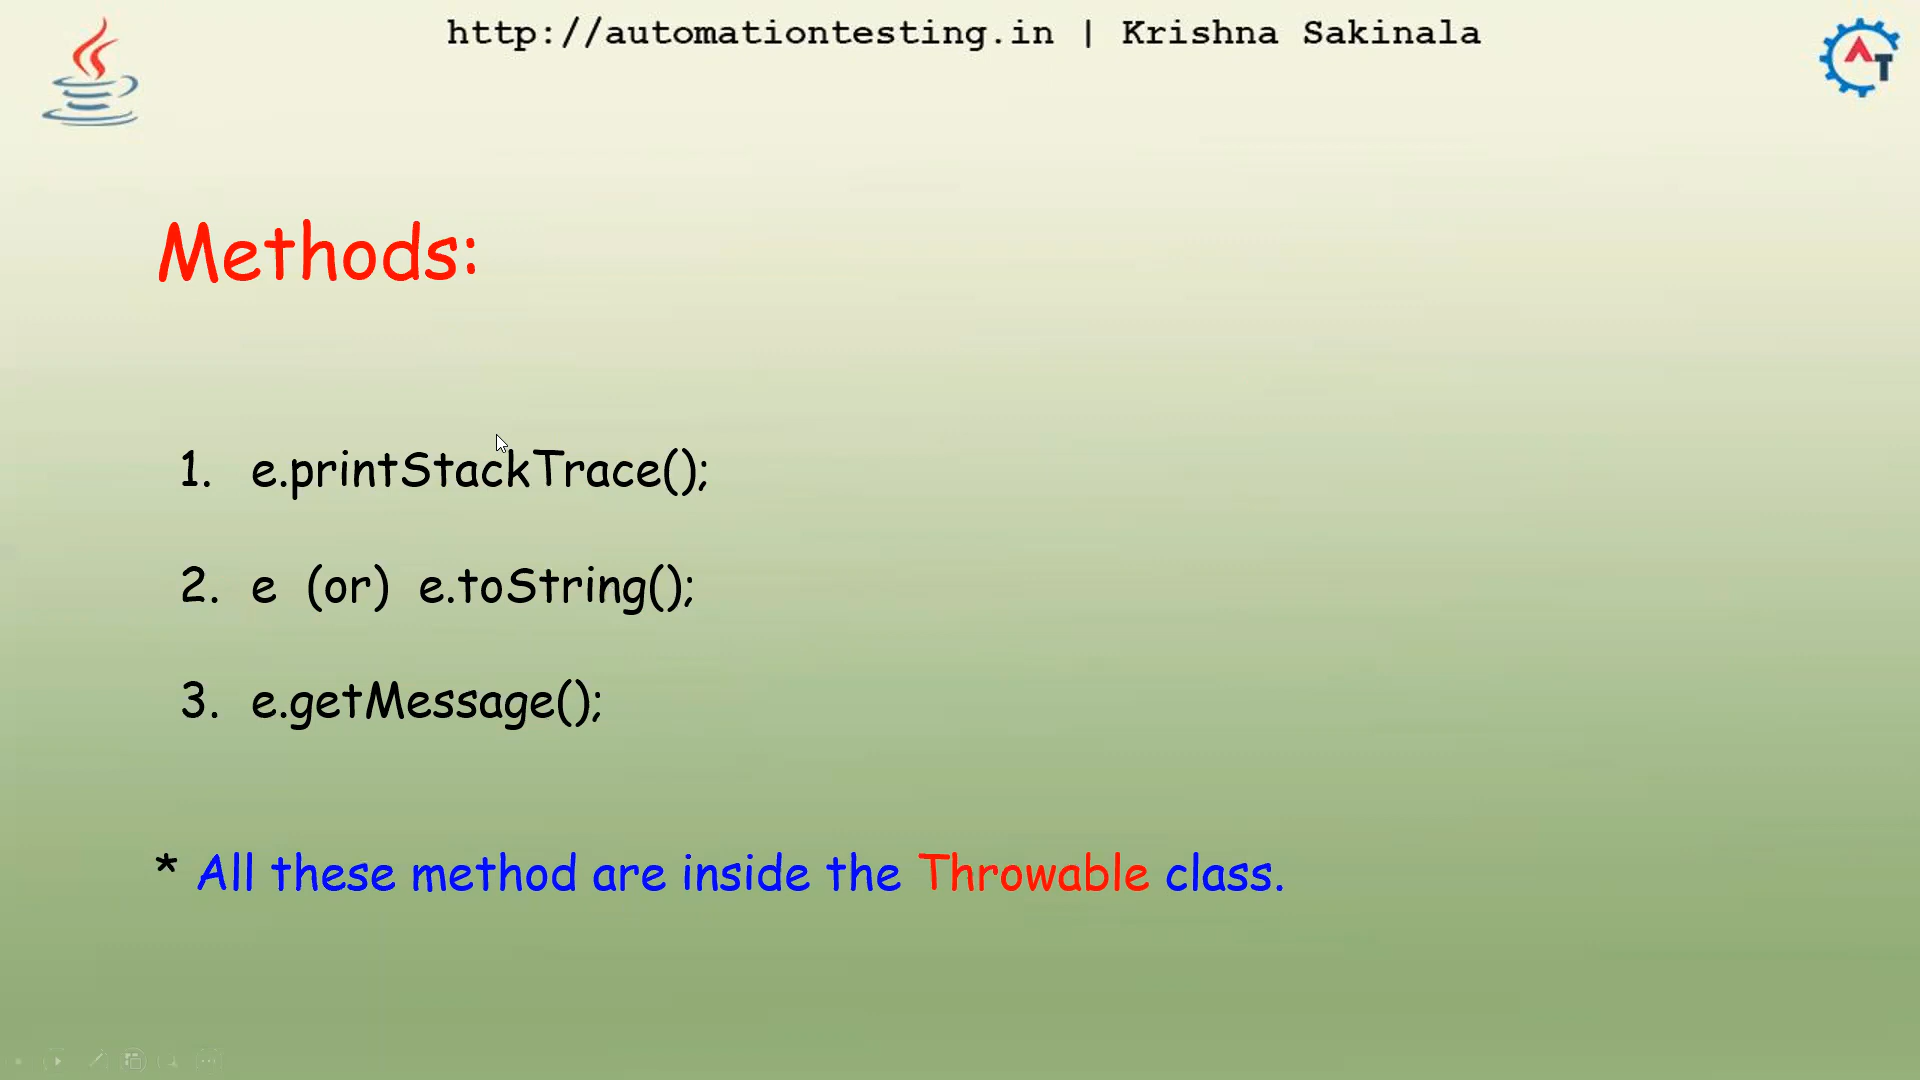 http://automationtesting.in | Krishna Sakinala
AT
Methods:
1. e.printStackTrace();
2. e (or) e.toString();
3. e.getMessage();
* All these method are inside the Throwable class.